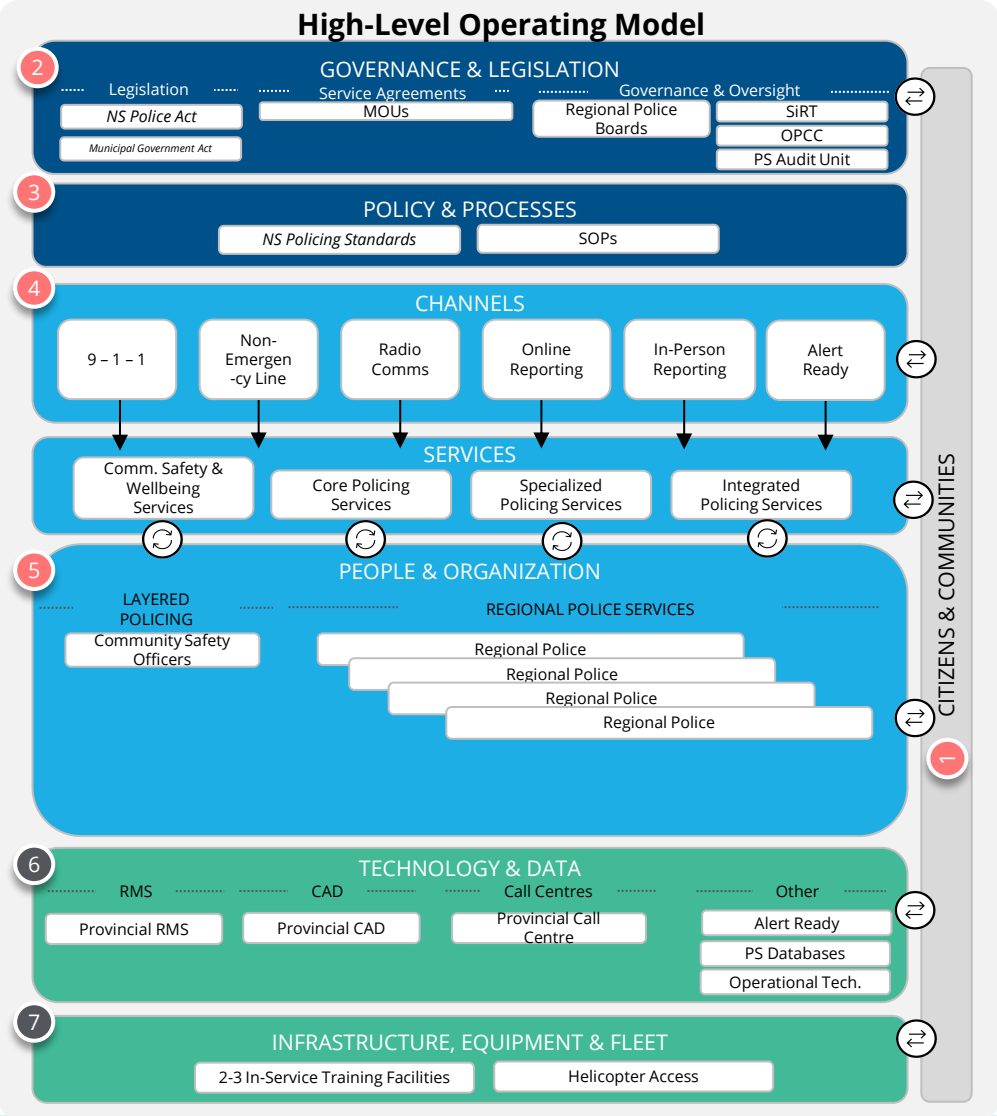 High-Level Operating Model
2
GOVERNANCE & LEGISLATION
Legislation
NS Police Act
Municipal Government Act
Service Agreements
MOUs
Governance & Oversight
Regional Police
Boards
SiRT
OPCC
PS Audit Unit
3
POLICY & PROCESSES
NS Policing Standards
SOPs
4
CHANNELS
9 – 1 – 1
Non-
Emergen
-cy Line
Radio
Comms
Online
Reporting
In-Person
Reporting
Alert
Ready
SERVICES
Comm. Safety &
Wellbeing
Services
Core Policing
Services
Specialized
Policing Services
Integrated
Policing Services
5
PEOPLE & ORGANIZATION
LAYERED
POLICING
Community Safety
Officers
REGIONAL POLICE SERVICES
Regional Police
Regional Police
Regional Police
Regional Police
6
TECHNOLOGY & DATA
RMS
Provincial RMS
CAD
Provincial CAD
Call Centres
Provincial Call
Centre
Other
Alert Ready
PS Databases
Operational Tech.
7
INFRASTRUCTURE, EQUIPMENT & FLEET
2-3 In-Service Training Facilities
Helicopter Access
CITIZENS & COMMUNITIES
1